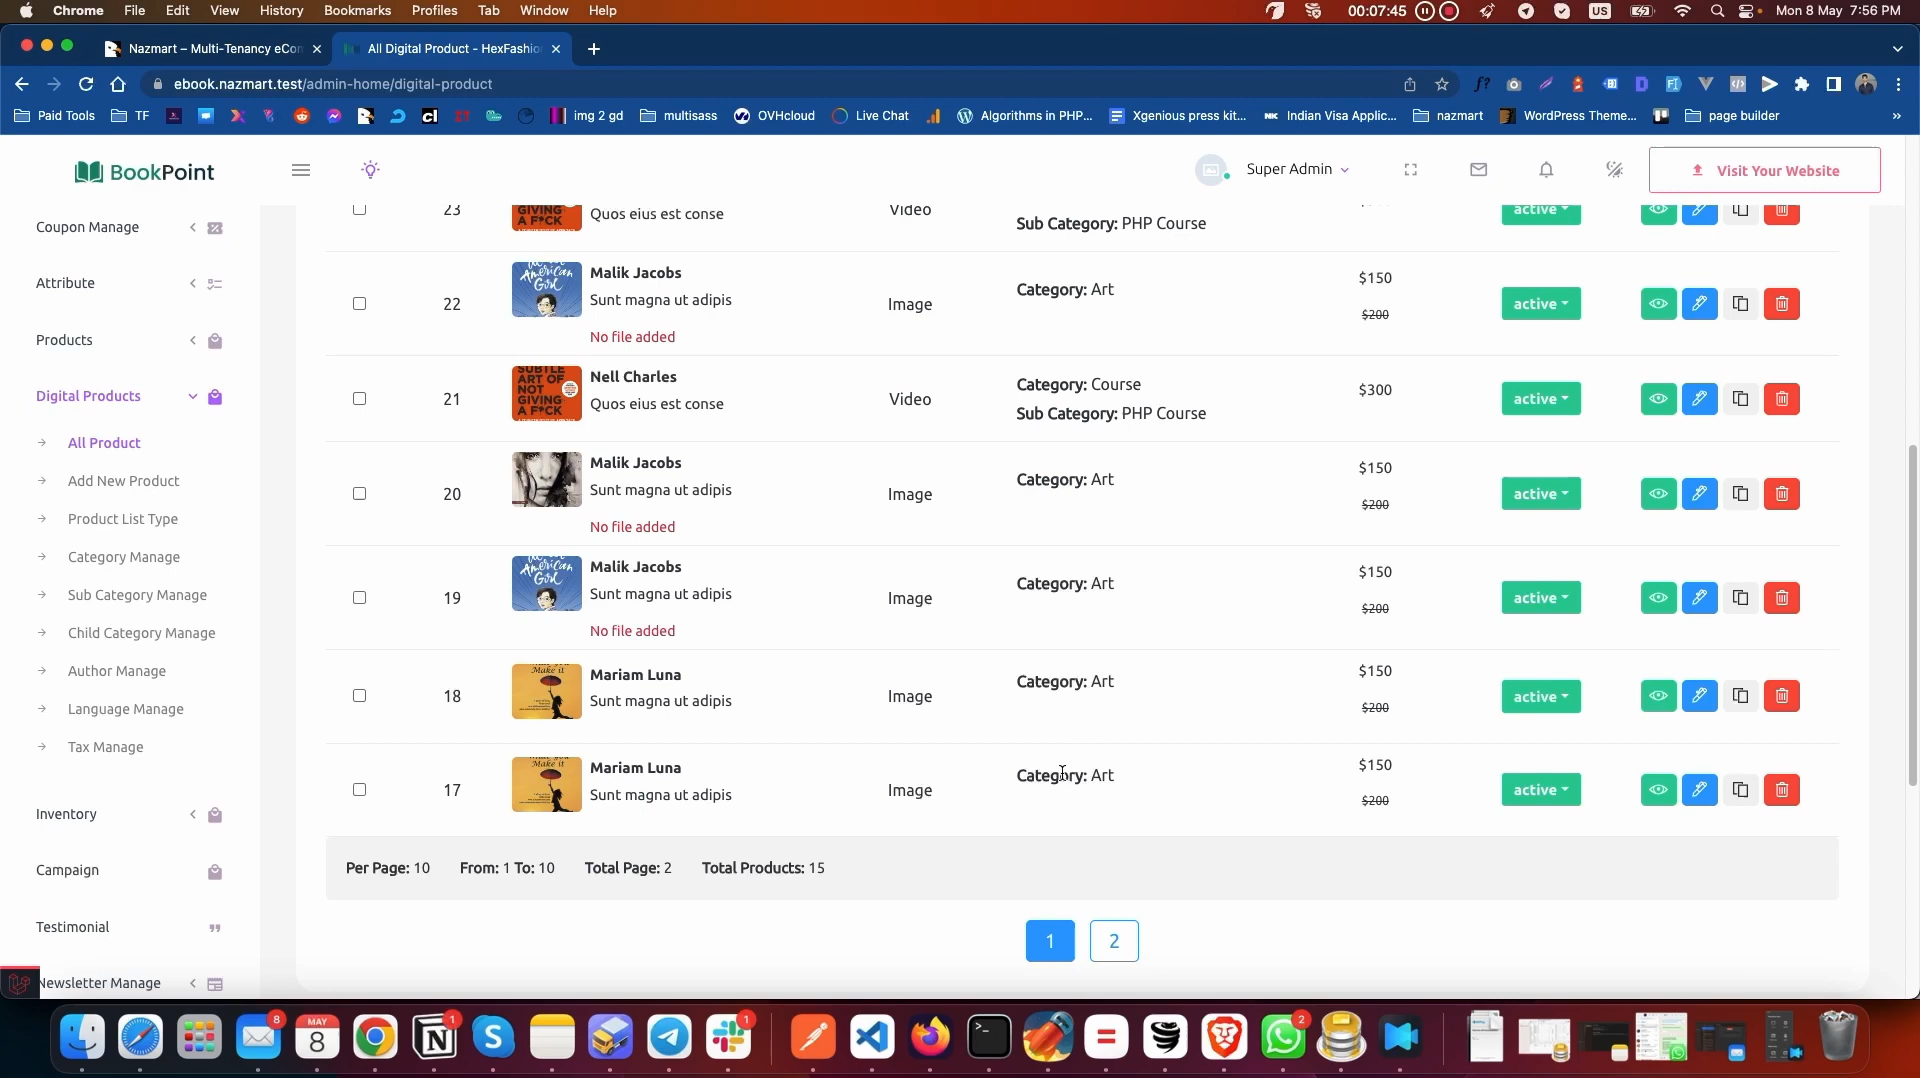 Chrome File Edit View History Bookmarks Profiles Tab Window Help
00:07:45 US Mon 8 May 7:56 PM
Nazmart – Multi-Tenancy eCom
All Digital Product - HexFashio
ebook.nazmart.test/admin-home/digital-product
Paid Tools TF img 2 gd multisass OVHcloud Live Chat Algorithms in PHP... Xgenious press kit... Indian Visa Applic... nazmart WordPress Theme... page builder
BookPoint
Super Admin
Visit Your Website
Coupon Manage
Attribute
Products
Digital Products
All Product
Add New Product
Product List Type
Category Manage
Sub Category Manage
Child Category Manage
Author Manage
Language Manage
Tax Manage
Inventory
Campaign
Testimonial
Newsletter Manage
23 GIVING A F*CK Quos eius est conse Video Sub Category: PHP Course active
22 Malik Jacobs Sunt magna ut adipis No file added Image Category: Art $150 $200 active
21 Nell Charles Quos eius est conse Video Category: Course Sub Category: PHP Course $300 active
20 Malik Jacobs Sunt magna ut adipis No file added Image Category: Art $150 $200 active
19 Malik Jacobs Sunt magna ut adipis No file added Image Category: Art $150 $200 active
18 Mariam Luna Sunt magna ut adipis Image Category: Art $150 $200 active
17 Mariam Luna Sunt magna ut adipis Image Category: Art $150 $200 active
Per Page: 10 From: 1 To: 10 Total Page: 2 Total Products: 15
1 2
8 MAY 8 1 1 2